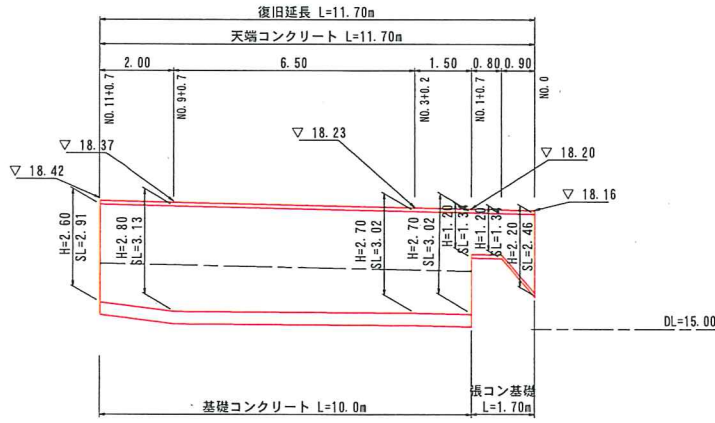 復旧延長 L=11.70m
天端コンクリート L=11.70m
2.00 6.50 1.50 0.80 0.90
NO.11+0.7 NO.9+0.7 NO.3+0.2 NO.1+0.7 NO.0
▽ 18.42
▽ 18.37
▽ 18.23
▽ 18.20
▽ 18.16
H=2.60
SL=2.91
H=2.80
SL=3.13
H=2.70
SL=3.02
H=2.70
SL=3.02
H=1.20
SL=1.34
H=1.20
SL=1.34
H=2.20
SL=2.46
DL=15.00
基礎コンクリート L=10.0m
張コン基礎
L=1.70m